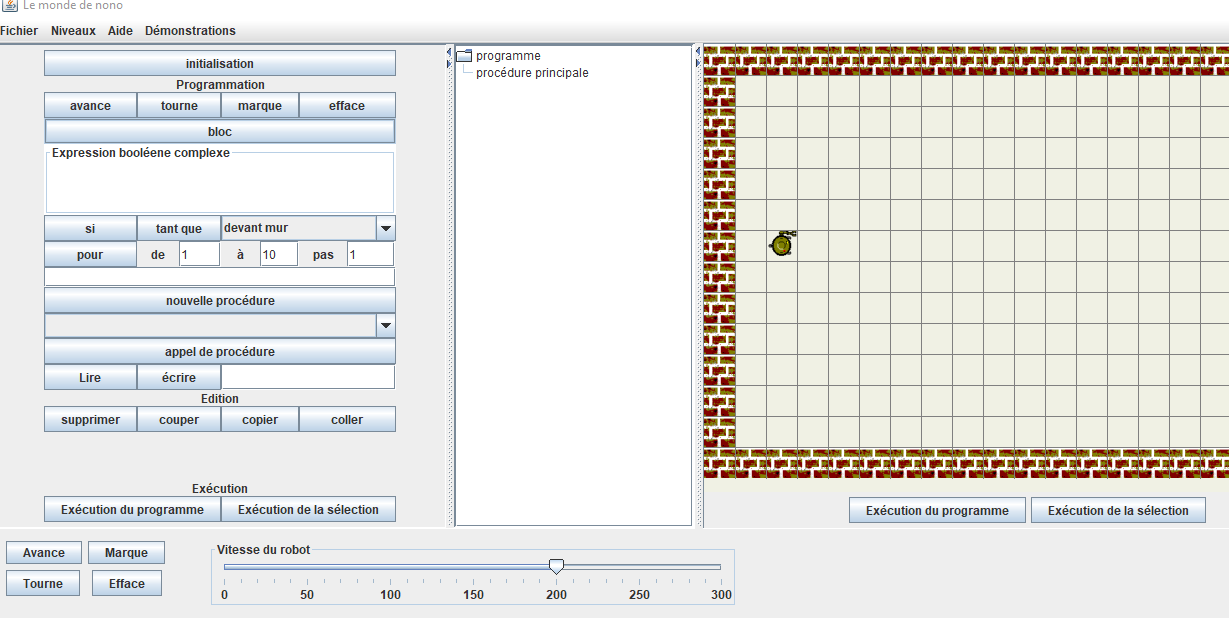 Le monde de nono
Fichier Niveaux Aide Démonstrations
initialisation
Programmation
avance tourne marque efface
bloc
Expression booléene complexe
si tant que devant mur
pour de 1 à 10 pas 1
nouvelle procédure
appel de procédure
Lire écrire
Edition
supprimer couper copier coller
Exécution
Exécution du programme Exécution de la sélection
programme
procédure principale
Exécution du programme Exécution de la sélection
Avance Marque
Tourne Efface
Vitesse du robot
0 50 100 150 200 250 300